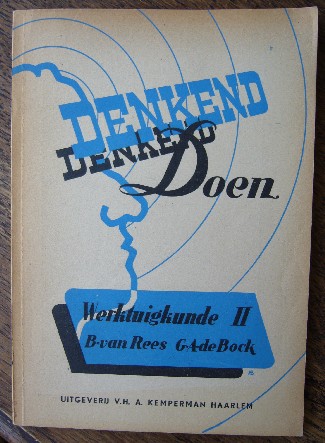 DENKEND
DENKEND
Doen
Werktuigkunde II
B. van Rees G.A. de Bock
UITGEVERIJ V.H. A. KEMPERMAN HAARLEM